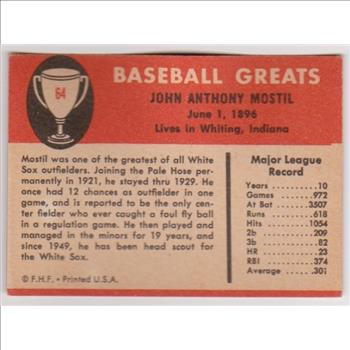 64
BASEBALL GREATS
JOHN ANTHONY MOSTIL
June 1, 1896
Lives in Whiting, Indiana
Mostil was one of the greatest of all White
Sox outfielders. Joining the Pale Hose per-
manently in 1921, he stayed thru 1929. He
once had 12 chances as outfielder in one
game, and is reported to be the only cen-
ter fielder who ever caught a foul fly ball
in a regulation game. He then played and
managed in the minors for 19 years, and
since 1949, he has been head scout for
the White Sox.
© F.H.F. • Printed U.S.A.
Major League
Record
Years ..........10
Games ........972
At Bat ......3507
Runs ..........618
Hits ..........1054
2b ............209
3b ..............82
HR ..............23
RBI ............374
Average .....301